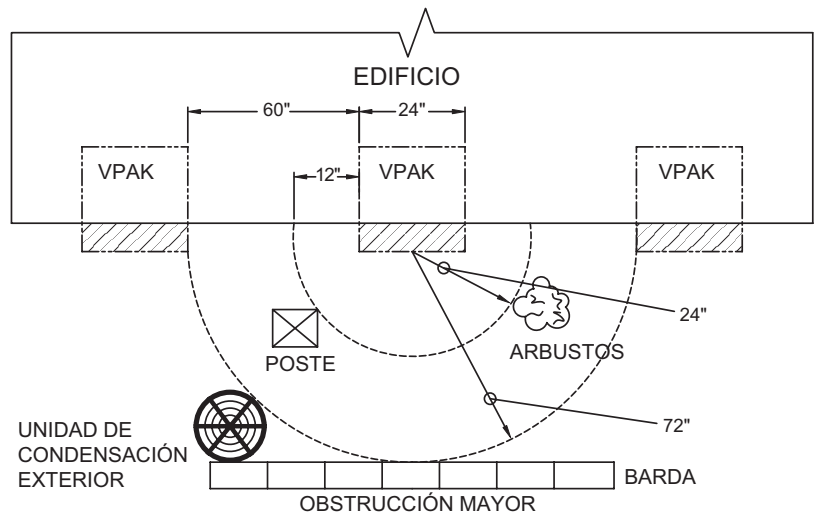 EDIFICIO
60"
24"
VPAK
12"
VPAK
VPAK
24"
ARBUSTOS
POSTE
72"
UNIDAD DE
CONDENSACIÓN
EXTERIOR
BARDA
OBSTRUCCIÓN MAYOR